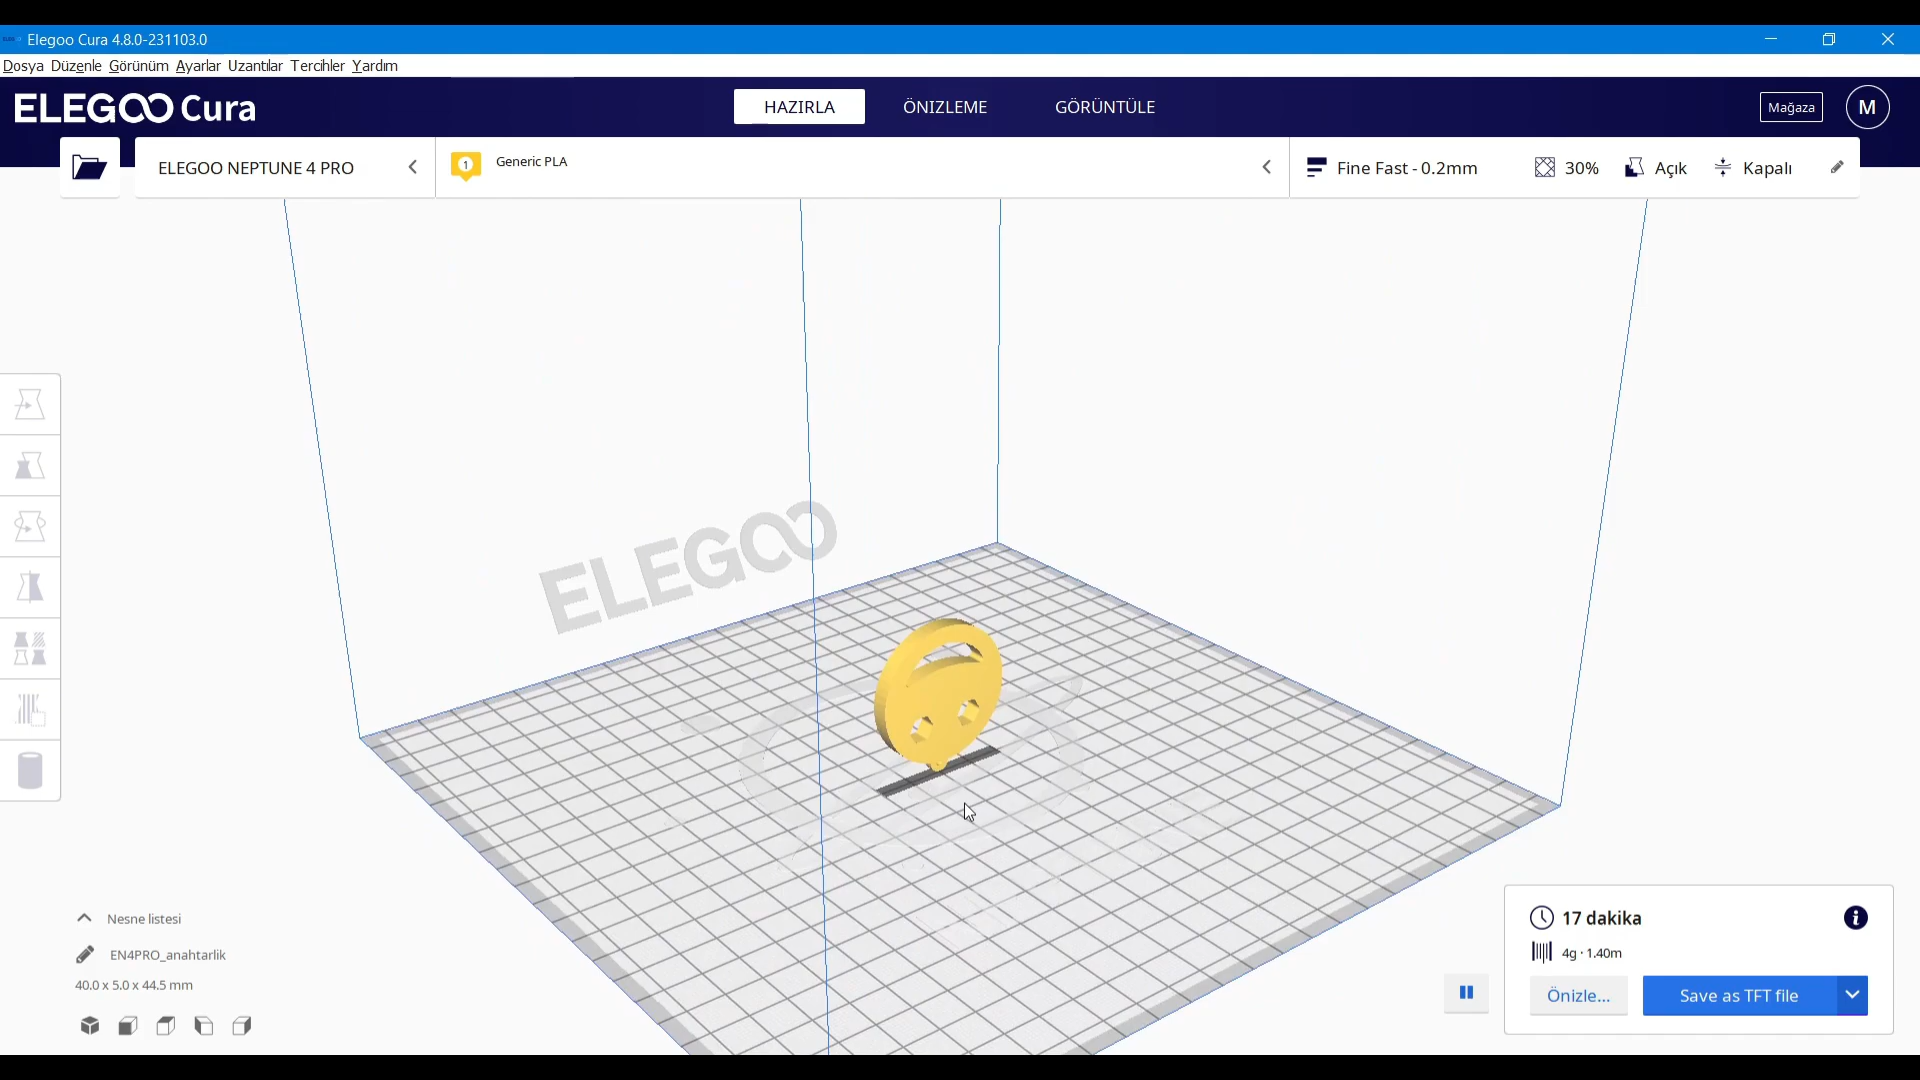 Elegoo Cura 4.8.0-231103.0
Dosya Düzenle Görünüm Ayarlar Uzantılar Tercihler Yardım
ELEGOO Cura
HAZIRLA
ÖNİZLEME
GÖRÜNTÜLE
Mağaza
M
ELEGOO NEPTUNE 4 PRO
1
Generic PLA
Fine Fast - 0.2mm
30%
Açık
Kapalı
ELEGOO
Nesne listesi
EN4PRO_anahtarlik
40.0 x 5.0 x 44.5 mm
17 dakika
4g · 1.40m
Önizle...
Save as TFT file